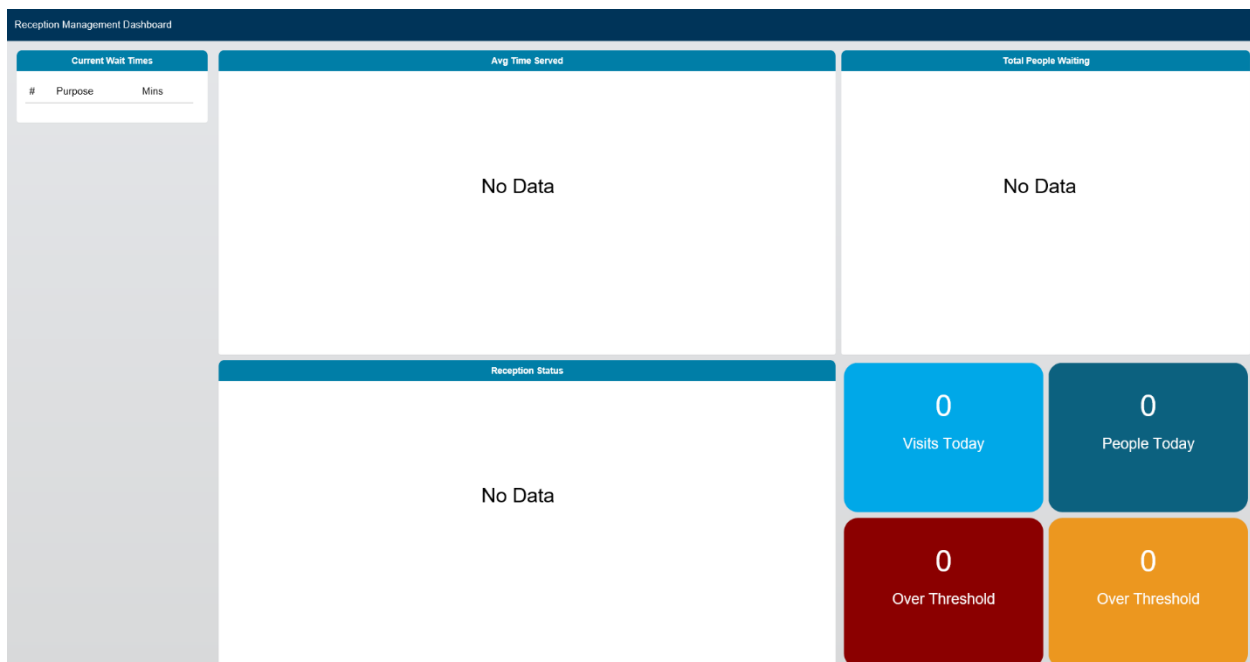 Reception Management Dashboard
Current Wait Times
# Purpose Mins
Avg Time Served
No Data
Total People Waiting
No Data
Reception Status
No Data
0
Visits Today
0
People Today
0
Over Threshold
0
Over Threshold